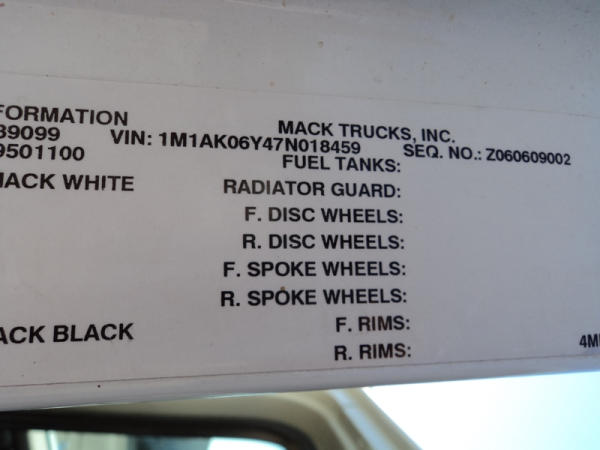 FORMATION MACK TRUCKS, INC.
39099 VIN: 1M1AK06Y47N018459 SEQ. NO.: Z060609002
9501100 FUEL TANKS:
MACK WHITE RADIATOR GUARD:
F. DISC WHEELS:
R. DISC WHEELS:
F. SPOKE WHEELS:
R. SPOKE WHEELS:
ACK BLACK F. RIMS:
R. RIMS: 4M